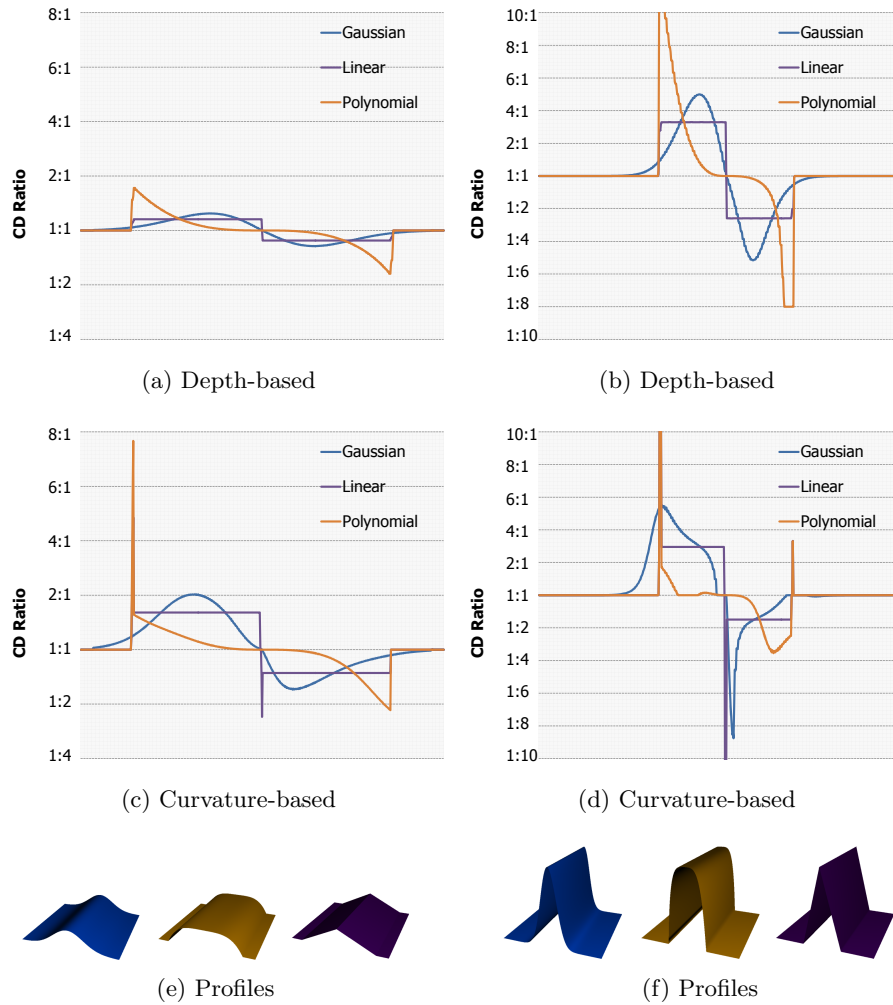 8:1
6:1
4:1
2:1
1:1
1:2
1:4
CD Ratio
Gaussian
Linear
Polynomial
(a) Depth-based
10:1
8:1
6:1
4:1
2:1
1:1
1:2
1:4
1:6
1:8
1:10
CD Ratio
Gaussian
Linear
Polynomial
(b) Depth-based
8:1
6:1
4:1
2:1
1:1
1:2
1:4
CD Ratio
Gaussian
Linear
Polynomial
(c) Curvature-based
10:1
8:1
6:1
4:1
2:1
1:1
1:2
1:4
1:6
1:8
1:10
CD Ratio
Gaussian
Linear
Polynomial
(d) Curvature-based
(e) Profiles
(f) Profiles